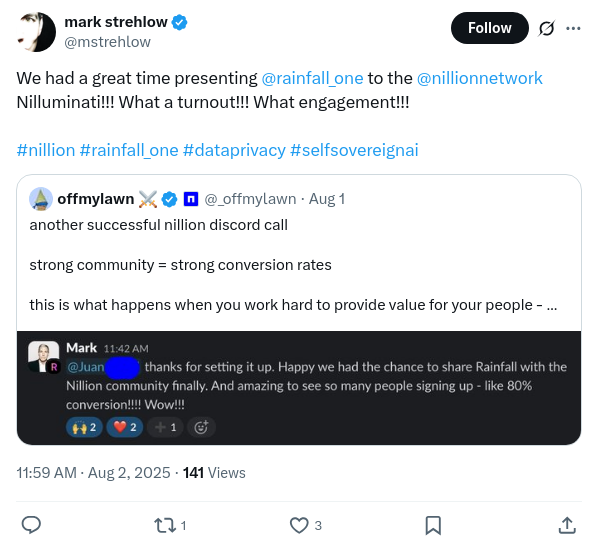 mark strehlow
@mstrehlow
Follow
We had a great time presenting @rainfall_one to the @nillionnetwork
Nilluminati!!! What a turnout!!! What engagement!!!
#nillion #rainfall_one #dataprivacy #selfsovereignai
offmylawn ⚔️ @_offmylawn · Aug 1
another successful nillion discord call
strong community = strong conversion rates
this is what happens when you work hard to provide value for your people - ...
Mark 11:42 AM
@Juan thanks for setting it up. Happy we had the chance to share Rainfall with the
Nillion community finally. And amazing to see so many people signing up - like 80%
conversion!!!! Wow!!!
🙌 2 ❤️ 2 ➕ 1
R
11:59 AM · Aug 2, 2025 · 141 Views
1
3